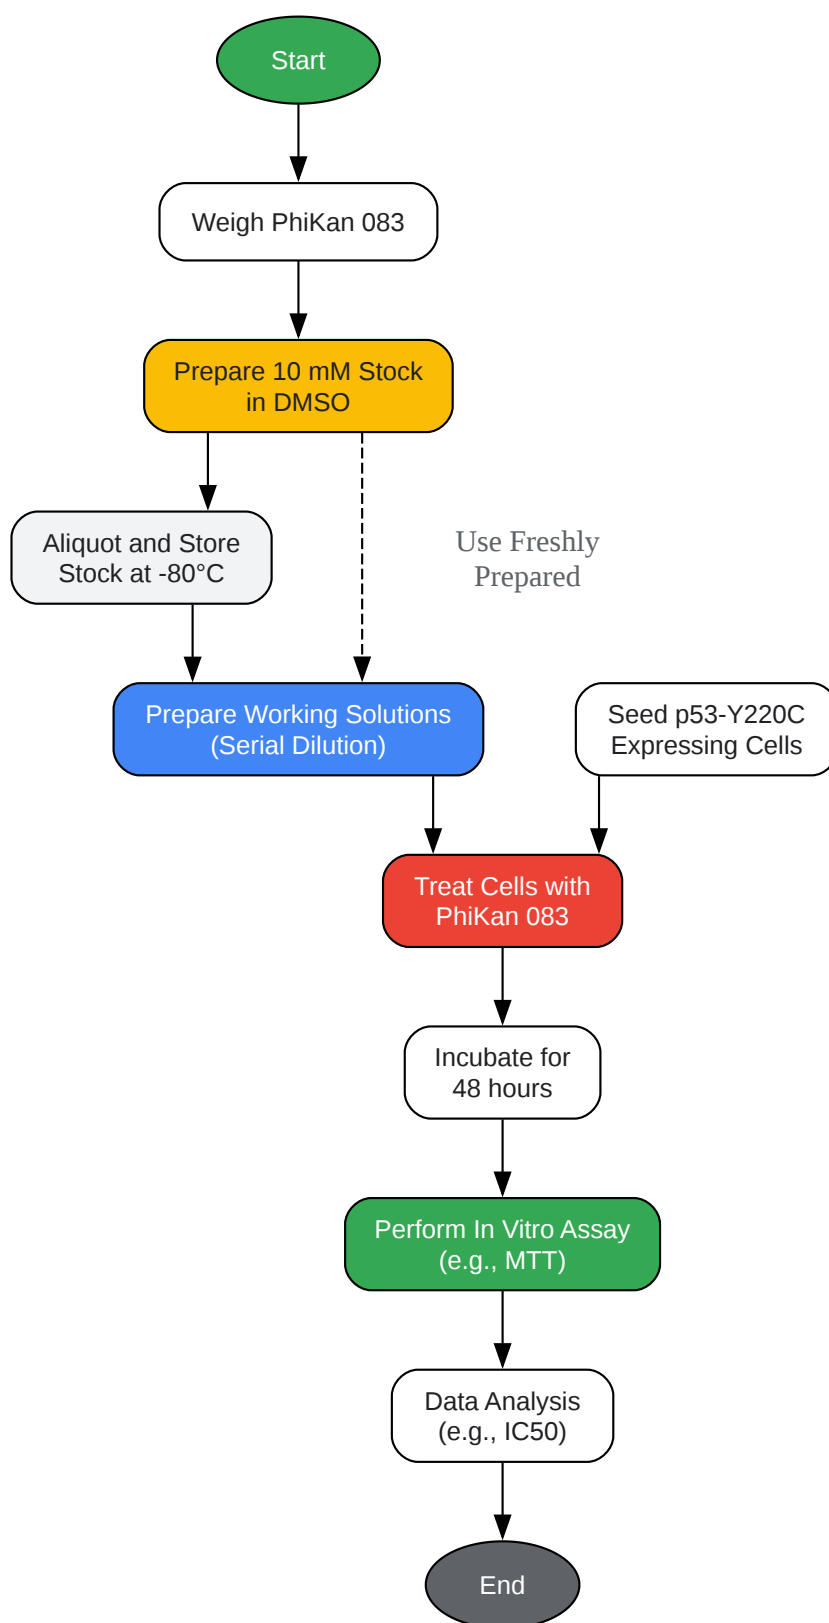 Start
Weigh PhiKan 083
Prepare 10 mM Stock
in DMSO
Aliquot and Store
Stock at -80°C
Use Freshly
Prepared
Prepare Working Solutions
(Serial Dilution)
Seed p53-Y220C
Expressing Cells
Treat Cells with
PhiKan 083
Incubate for
48 hours
Perform In Vitro Assay
(e.g., MTT)
Data Analysis
(e.g., IC50)
End